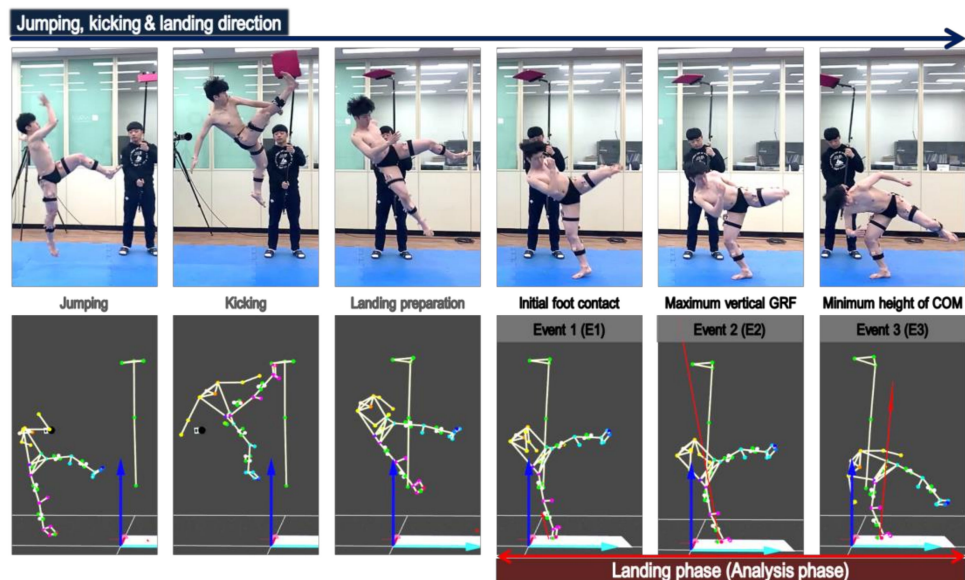 Jumping, kicking & landing direction
Jumping
Kicking
Landing preparation
Initial foot contact
Maximum vertical GRF
Minimum height of COM
Event 1 (E1)
Event 2 (E2)
Event 3 (E3)
Landing phase (Analysis phase)